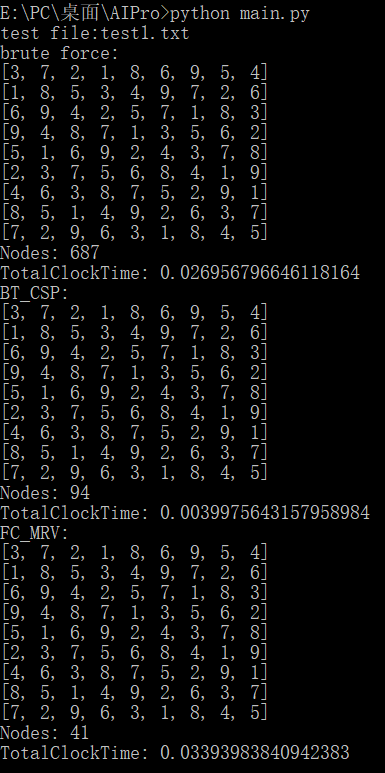 E:\PC\桌面\AIPro>python main.py
test file:test1.txt
brute force:
[3, 7, 2, 1, 8, 6, 9, 5, 4]
[1, 8, 5, 3, 4, 9, 7, 2, 6]
[6, 9, 4, 2, 5, 7, 1, 8, 3]
[9, 4, 8, 7, 1, 3, 5, 6, 2]
[5, 1, 6, 9, 2, 4, 3, 7, 8]
[2, 3, 7, 5, 6, 8, 4, 1, 9]
[4, 6, 3, 8, 7, 5, 2, 9, 1]
[8, 5, 1, 4, 9, 2, 6, 3, 7]
[7, 2, 9, 6, 3, 1, 8, 4, 5]
Nodes: 687
TotalClockTime: 0.026956796646118164
BT_CSP:
[3, 7, 2, 1, 8, 6, 9, 5, 4]
[1, 8, 5, 3, 4, 9, 7, 2, 6]
[6, 9, 4, 2, 5, 7, 1, 8, 3]
[9, 4, 8, 7, 1, 3, 5, 6, 2]
[5, 1, 6, 9, 2, 4, 3, 7, 8]
[2, 3, 7, 5, 6, 8, 4, 1, 9]
[4, 6, 3, 8, 7, 5, 2, 9, 1]
[8, 5, 1, 4, 9, 2, 6, 3, 7]
[7, 2, 9, 6, 3, 1, 8, 4, 5]
Nodes: 94
TotalClockTime: 0.0039975643157958984
FC_MRV:
[3, 7, 2, 1, 8, 6, 9, 5, 4]
[1, 8, 5, 3, 4, 9, 7, 2, 6]
[6, 9, 4, 2, 5, 7, 1, 8, 3]
[9, 4, 8, 7, 1, 3, 5, 6, 2]
[5, 1, 6, 9, 2, 4, 3, 7, 8]
[2, 3, 7, 5, 6, 8, 4, 1, 9]
[4, 6, 3, 8, 7, 5, 2, 9, 1]
[8, 5, 1, 4, 9, 2, 6, 3, 7]
[7, 2, 9, 6, 3, 1, 8, 4, 5]
Nodes: 41
TotalClockTime: 0.03393983840942383